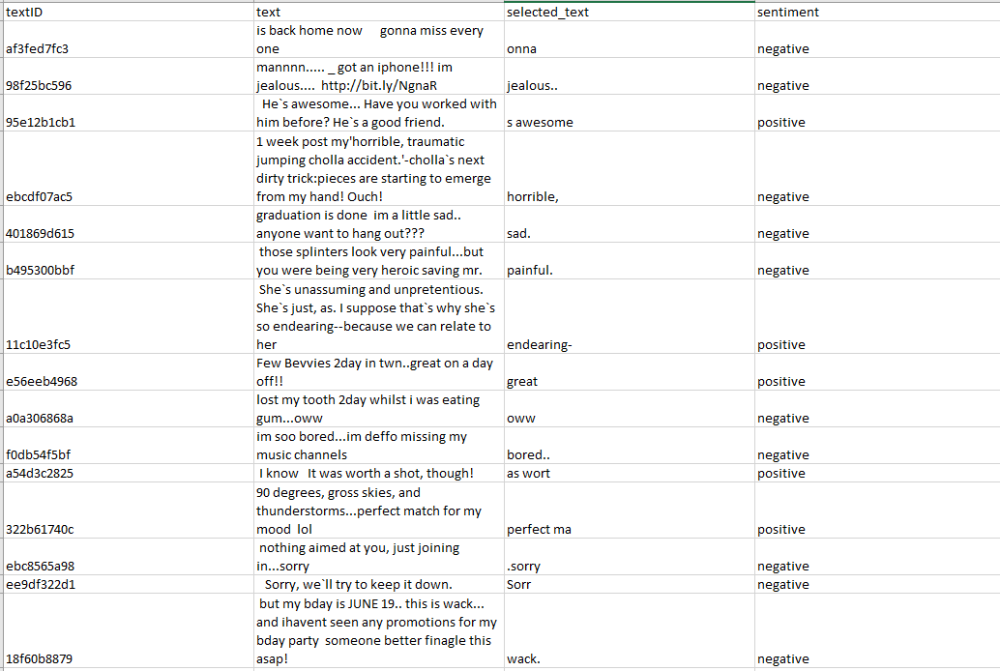 textID text selected_text sentiment
is back home now     gonna miss every
af3fed7fc3 one onna negative
mannnn..... _ got an iphone!!! im
98f25bc596 jealous....  http://bit.ly/NgnaR jealous.. negative
He`s awesome... Have you worked with
95e12b1cb1 him before? He`s a good friend. s awesome positive
1 week post my'horrible, traumatic
jumping cholla accident.'-cholla`s next
dirty trick:pieces are starting to emerge
ebcdf07ac5 from my hand! Ouch! horrible, negative
graduation is done  im a little sad..
401869d615 anyone want to hang out??? sad. negative
those splinters look very painful...but
b495300bbf you were being very heroic saving mr. painful. negative
She`s unassuming and unpretentious.
She`s just, as. I suppose that`s why she`s
so endearing--because we can relate to
11c10e3fc5 her endearing- positive
Few Bevvies 2day in twn..great on a day
e56eeb4968 off!! great positive
lost my tooth 2day whilst i was eating
a0a306868a gum...oww oww negative
im soo bored...im deffo missing my
f0db54f5bf music channels bored.. negative
a54d3c2825 I know   It was worth a shot, though! as wort positive
90 degrees, gross skies, and
thunderstorms...perfect match for my
322b61740c mood  lol perfect ma positive
nothing aimed at you, just joining
ebc8565a98 in...sorry .sorry negative
ee9df322d1 Sorry, we`ll try to keep it down. Sorr negative
but my bday is JUNE 19.. this is wack...
and ihavent seen any promotions for my
bday party  someone better finagle this
18f60b8879 asap! wack. negative